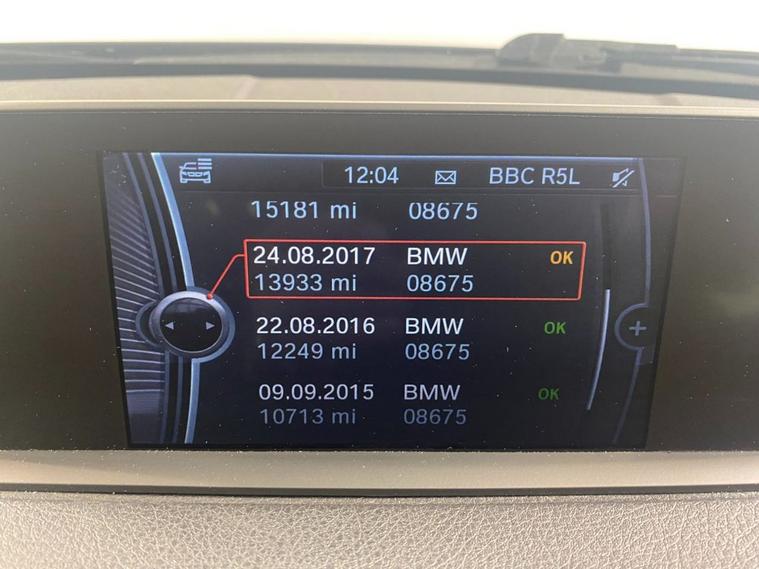 12:04 BBC R5L
15181 mi 08675
24.08.2017 BMW OK
13933 mi 08675
22.08.2016 BMW OK
12249 mi 08675
09.09.2015 BMW OK
10713 mi 08675